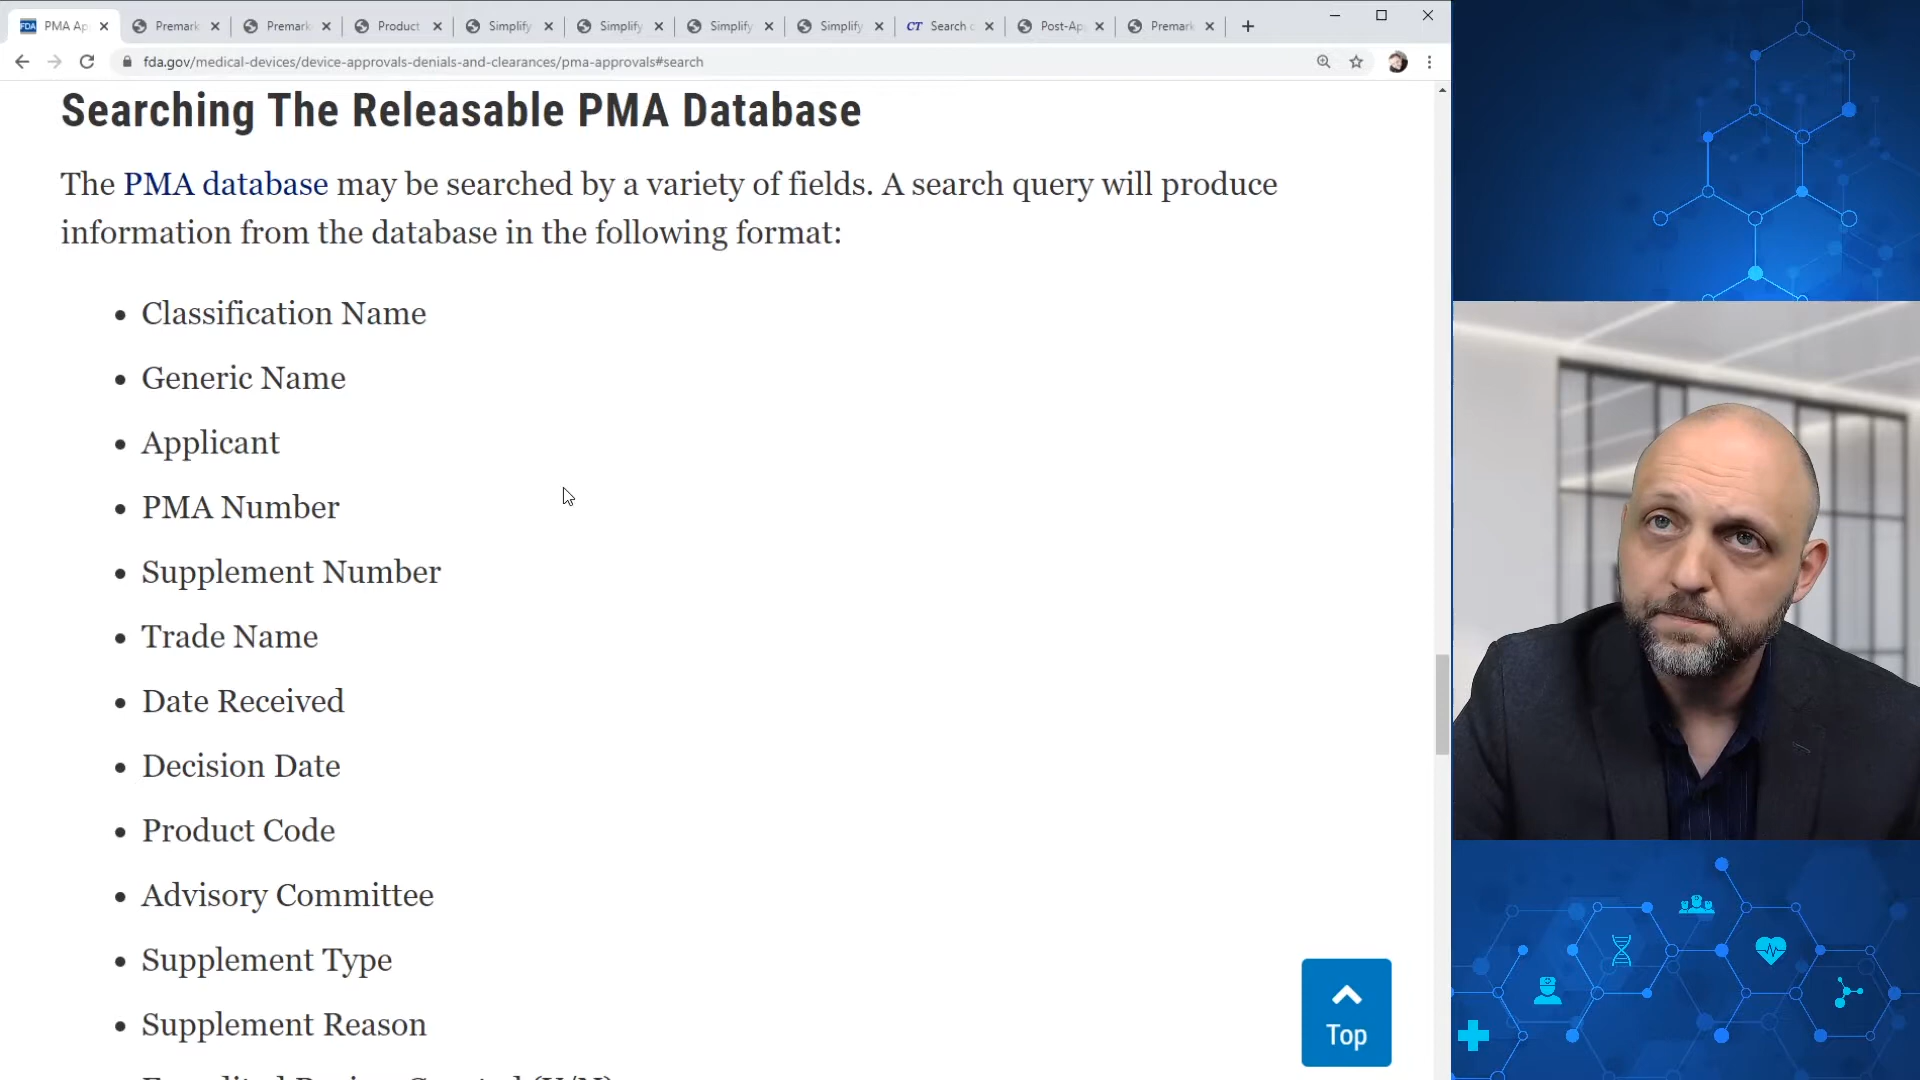 FDA PMA Ap
Premark
Premark
Product
Simplify
Simplify
Simplify
Simplify
CT Search c
Post-Ap
Premark
fda.gov/medical-devices/device-approvals-denials-and-clearances/pma-approvals#search
Searching The Releasable PMA Database
The PMA database may be searched by a variety of fields. A search query will produce
information from the database in the following format:
• Classification Name
• Generic Name
• Applicant
• PMA Number
• Supplement Number
• Trade Name
• Date Received
• Decision Date
• Product Code
• Advisory Committee
• Supplement Type
• Supplement Reason
Top